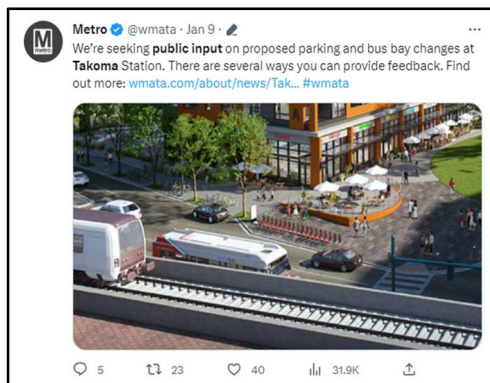 Metro @wmata · Jan 9 ·
We're seeking public input on proposed parking and bus bay changes at
Takoma Station. There are several ways you can provide feedback. Find
out more: wmata.com/about/news/Tak... #wmata
M
metro
5 23 40 31.9K